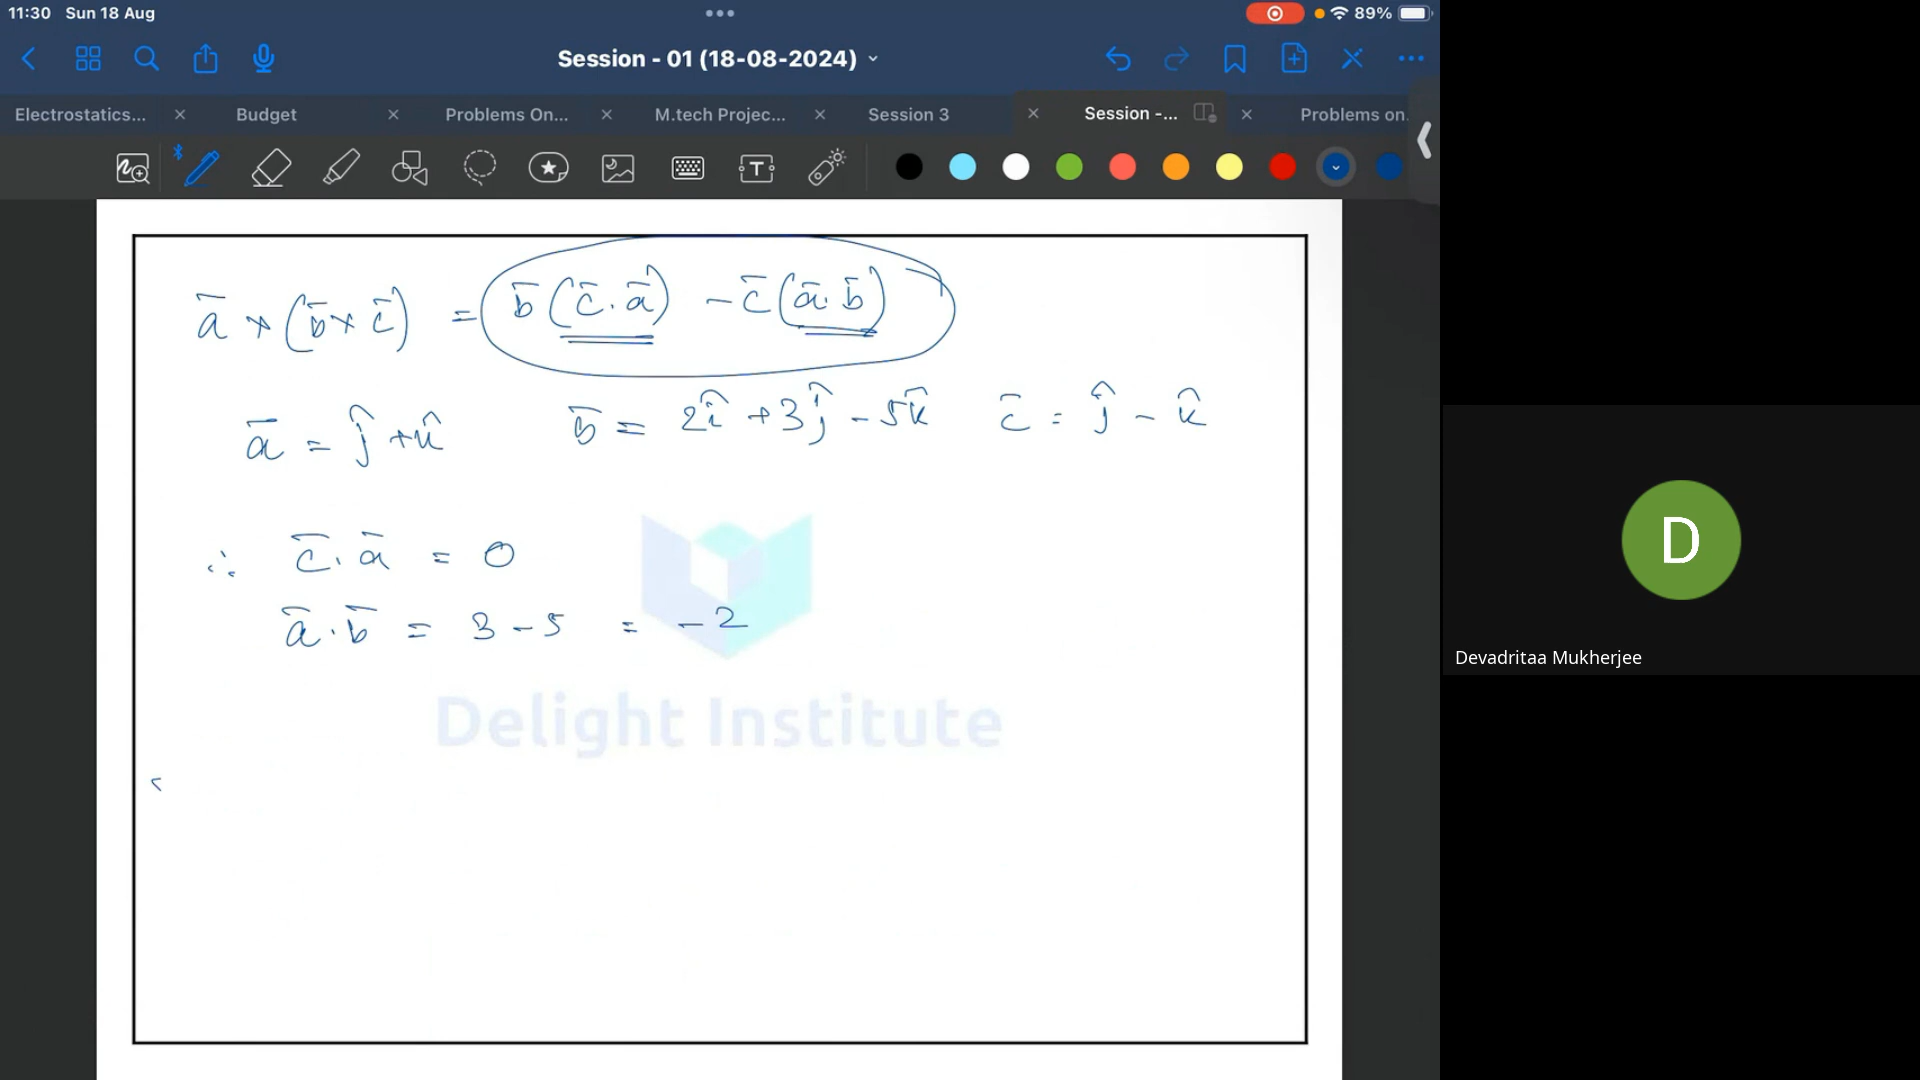 11:30 Sun 18 Aug 89%
Session - 01 (18-08-2024)
Electrostatics... Budget Problems On... M.tech Projec... Session 3 Session -... Problems on.
a̅ × (b̅ × c̅) = b̅ (c̅ . a̅) - c̅ (a̅ . b̅)
a̅ = ĵ + k̂ b̅ = 2î + 3ĵ - 5k̂ c̅ = ĵ - k̂
∴ c̅ . a̅ = 0
a̅ . b̅ = 3 - 5 = -2
Delight Institute
D
Devadritaa Mukherjee